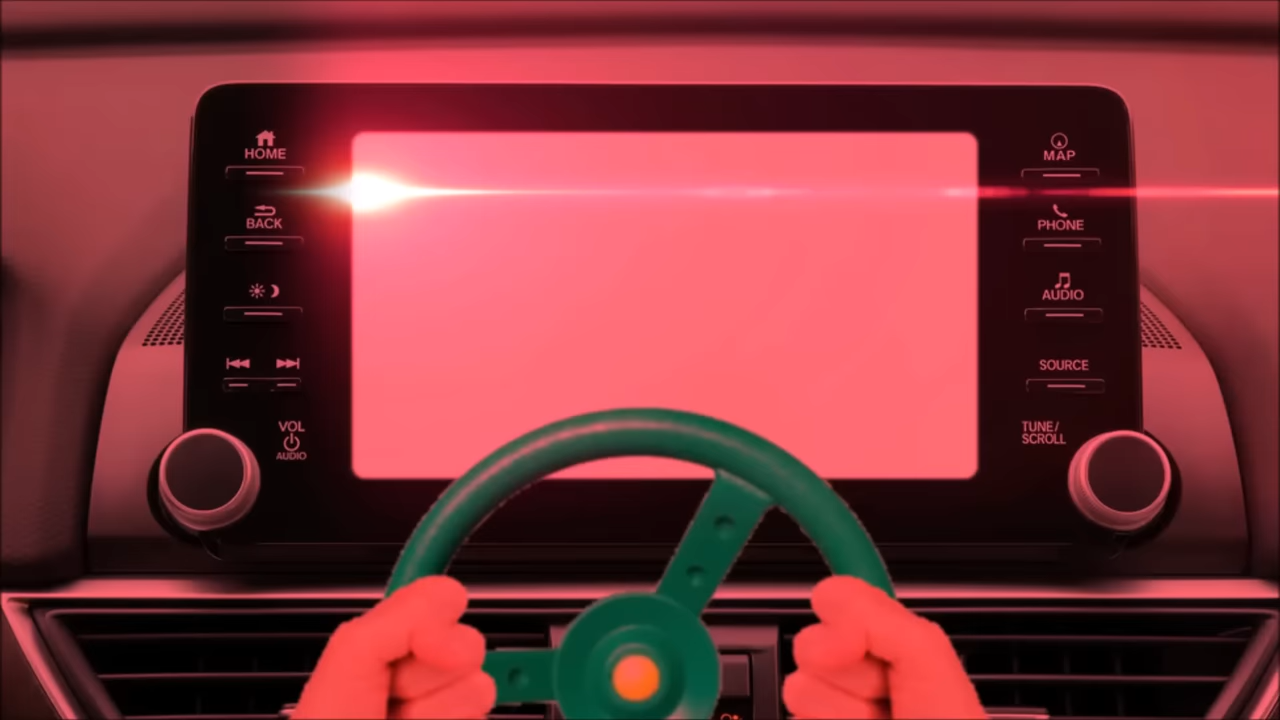 HOME
BACK
VOL
AUDIO
MAP
PHONE
AUDIO
SOURCE
TUNE/
SCROLL